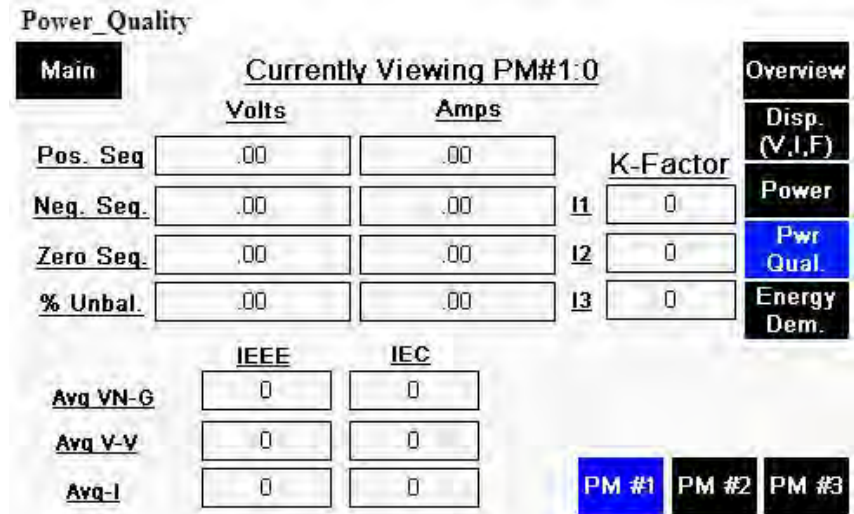 Power_Quality
Main
Currently Viewing PM#1:0
Overview
Volts Amps
Disp.
(V,I,F)
Pos. Seq .00 .00
K-Factor
Power
Neg. Seq. .00 .00 I1 0
Pwr
Qual.
Zero Seq. .00 .00 I2 0
Energy
Dem.
% Unbal. .00 .00 I3 0
IEEE IEC
Avg VN-G 0 0
Avg V-V 0 0
Avg-I 0 0
PM #1 PM #2 PM #3